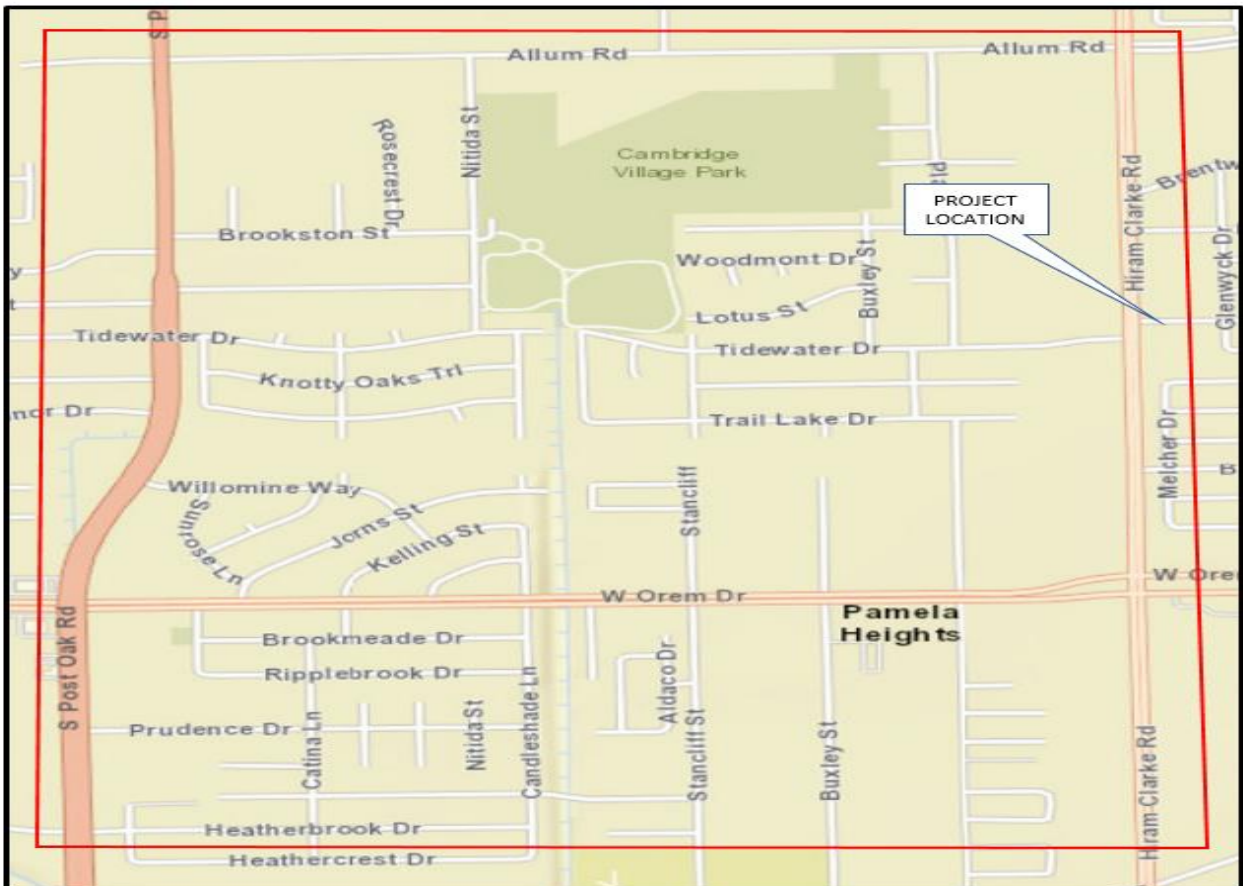 S P
Allum Rd
Allum Rd
Rosecrest Dr
Nitida St
Cambridge
Village Park
Hiram Clarke Rd
Brentw
PROJECT
LOCATION
eld
Brookston St
Woodmont Dr
Buxley St
Glenwyck Dr
y
t
Lotus St
Tidewater Dr
Tidewater Dr
Knotty Oaks Trl
nor Dr
Trail Lake Dr
Melcher Dr
B
Willomine Way
Stancliff
Sunrose Ln
Jorns St
Kelling St
W Orem Dr
W Ore
Pamela
Heights
Brookmeade Dr
Ripplebrook Dr
Aldaco Dr
S Post Oak Rd
Prudence Dr
Catina Ln
Nitida St
Candleshade Ln
Stancliff St
Buxley St
Hiram Clarke Rd
Heatherbrook Dr
Heathercrest Dr